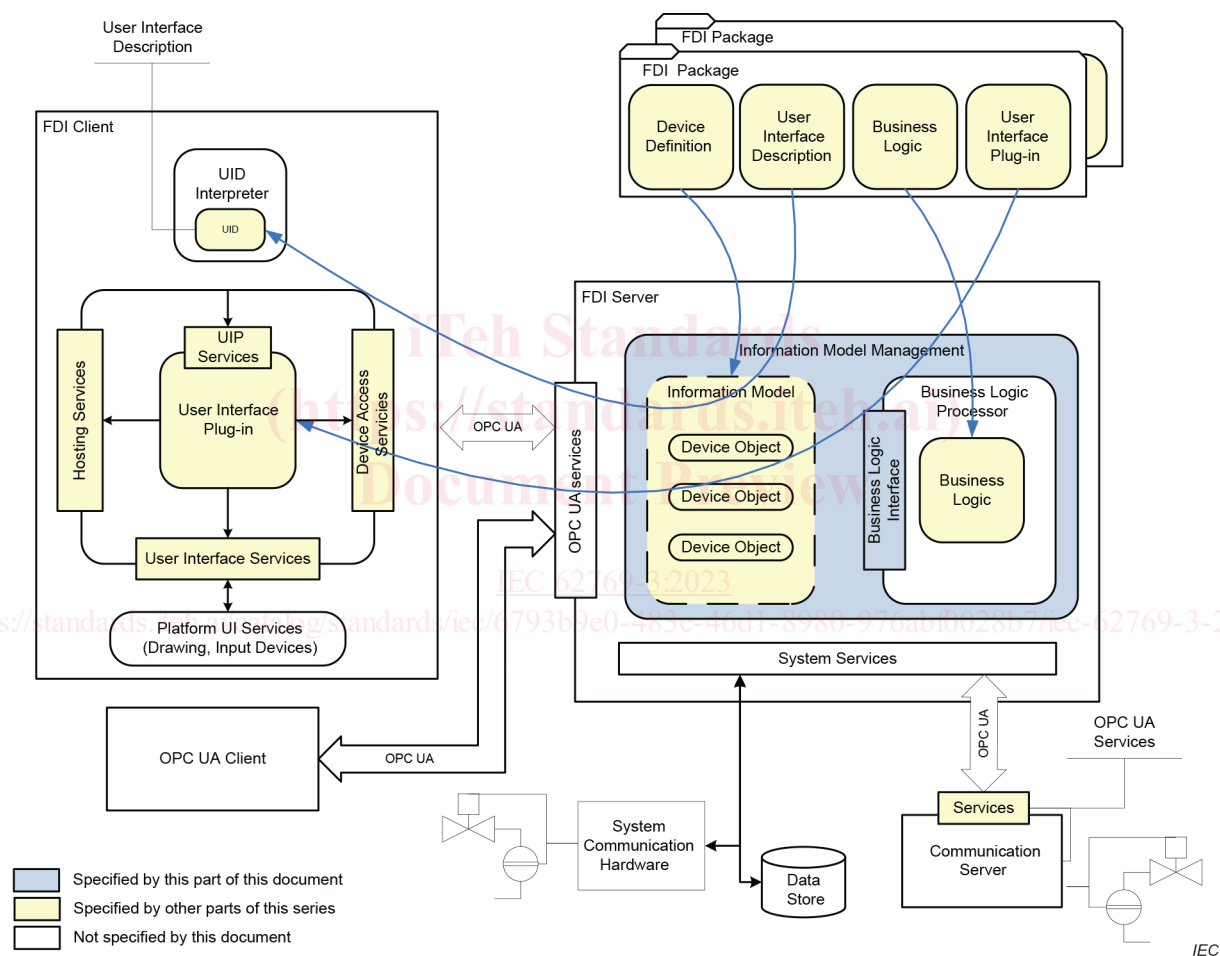 User Interface
Description
FDI Package
FDI Package
Device
Definition
User
Interface
Description
Business
Logic
User
Interface
Plug-in
FDI Client
UID
Interpreter
UID
UIP
Services
Hosting Services
User Interface
Plug-in
Device Access
Servicies
User Interface Services
Platform UI Services
(Drawing, Input Devices)
OPC UA
FDI Server
OPC UA services
Information Model Management
Information Model
Device Object
Device Object
Device Object
Business Logic
Processor
Business Logic
Interface
Business
Logic
System Services
iTeh Standards
(https://standards.iteh.ai)
Document Preview
IEC 62769-3:2023
OPC UA Client
OPC UA
OPC UA
OPC UA
Services
Services
Communication
Server
System
Communication
Hardware
Data
Store
Specified by this part of this document
Specified by other parts of this series
Not specified by this document
IEC